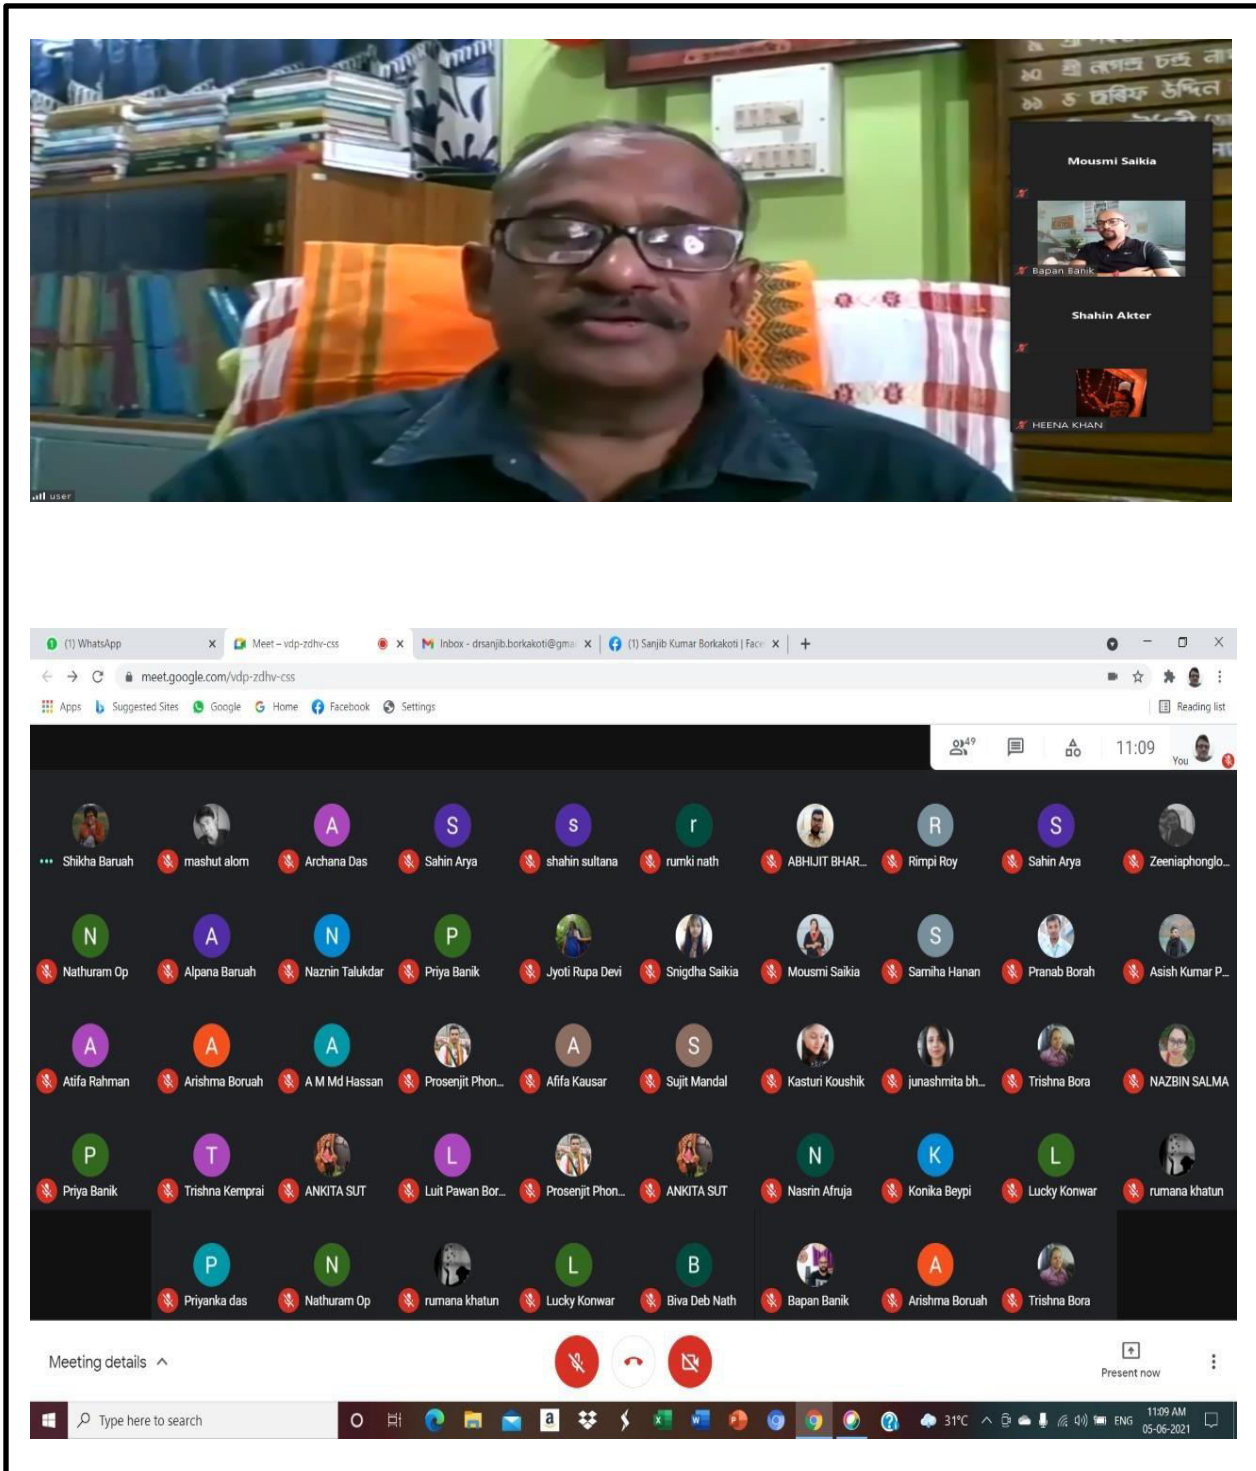 ১০ শ্ৰী নগেন্দ্ৰ চন্দ্ৰ
১১ ড ছৱিফ উদ্দিন
Mousmi Saikia
Bapan Banik
Shahin Akter
HEENA KHAN
user
(1) WhatsApp
Meet – vdp-zdhv-css
Inbox - drsanjib.borkakoti@gma
(1) Sanjib Kumar Borkakoti | Face
meet.google.com/vdp-zdhv-css
Apps Suggested Sites Google Home Facebook Settings Reading list
49 11:09 You
A S s r R S
Shikha Baruah mashut alom Archana Das Sahin Arya shahin sultana rumki nath ABHIJIT BHAR... Rimpi Roy Sahin Arya Zeeniaphonglo...
N A N P S
Nathuram Op Alpana Baruah Naznin Talukdar Priya Banik Jyoti Rupa Devi Snigdha Saikia Mousmi Saikia Samiha Hanan Pranab Borah Asish Kumar P...
A A A A S
Atifa Rahman Arishma Boruah A M Md Hassan Prosenjit Phon... Afifa Kausar Sujit Mandal Kasturi Koushik junashmita bh... Trishna Bora NAZBIN SALMA
P T L N K L
Priya Banik Trishna Kemprai ANKITA SUT Luit Pawan Bor... Prosenjit Phon... ANKITA SUT Nasrin Afruja Konika Beypi Lucky Konwar rumana khatun
P N L B A
Priyanka das Nathuram Op rumana khatun Lucky Konwar Biva Deb Nath Bapan Banik Arishma Boruah Trishna Bora
Meeting details
Present now
Type here to search
31°C ENG 11:09 AM
05-06-2021